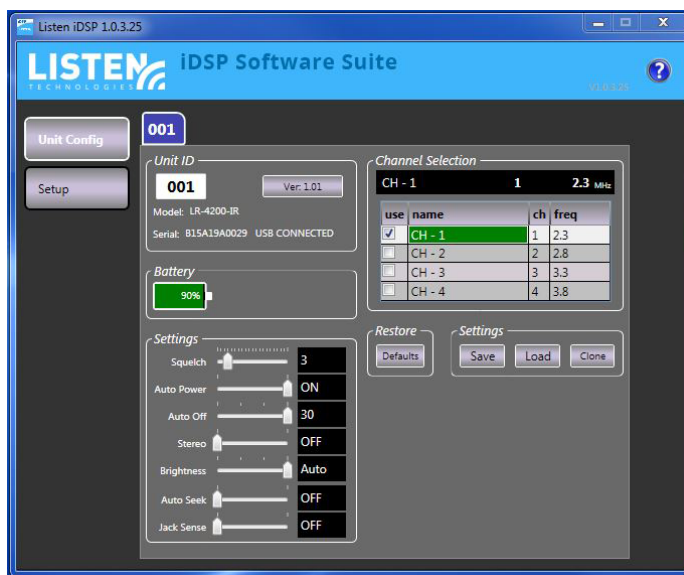 Listen iDSP 1.0.3.25
LISTEN
TECHNOLOGIES
iDSP Software Suite
V1.0.3.25
?
Unit Config
Setup
001
Unit ID
001
Ver: 1.01
Model: LR-4200-IR
Serial: B15A19A0029 USB CONNECTED
Battery
90%
Settings
Squelch 3
Auto Power ON
Auto Off 30
Stereo OFF
Brightness Auto
Auto Seek OFF
Jack Sense OFF
Channel Selection
CH - 1 1 2.3 MHz
use name ch freq
CH - 1 1 2.3
CH - 2 2 2.8
CH - 3 3 3.3
CH - 4 4 3.8
Restore
Defaults
Settings
Save Load Clone